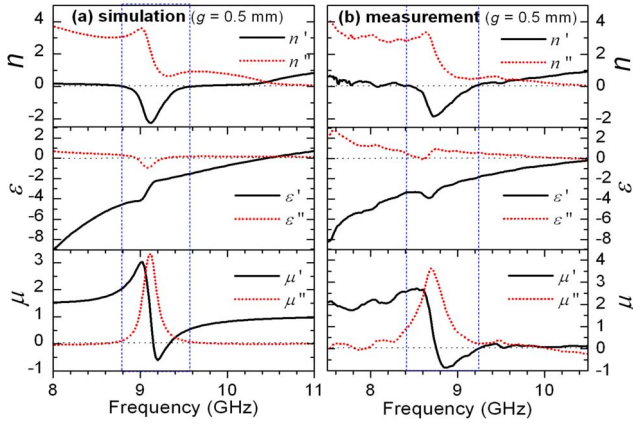 (a) simulation (g = 0.5 mm)
(b) measurement (g = 0.5 mm)
n
4
2
0
-2
n'
n"
n'
n"
4
2
0
-2
n
ε
2
0
-2
-4
-6
-8
ε'
ε"
ε'
ε"
2
0
-2
-4
-6
-8
ε
μ
3
2
1
0
-1
μ'
μ"
μ'
μ"
4
3
2
1
0
-1
μ
8 9 10 11
8 9 10
Frequency (GHz)
Frequency (GHz)